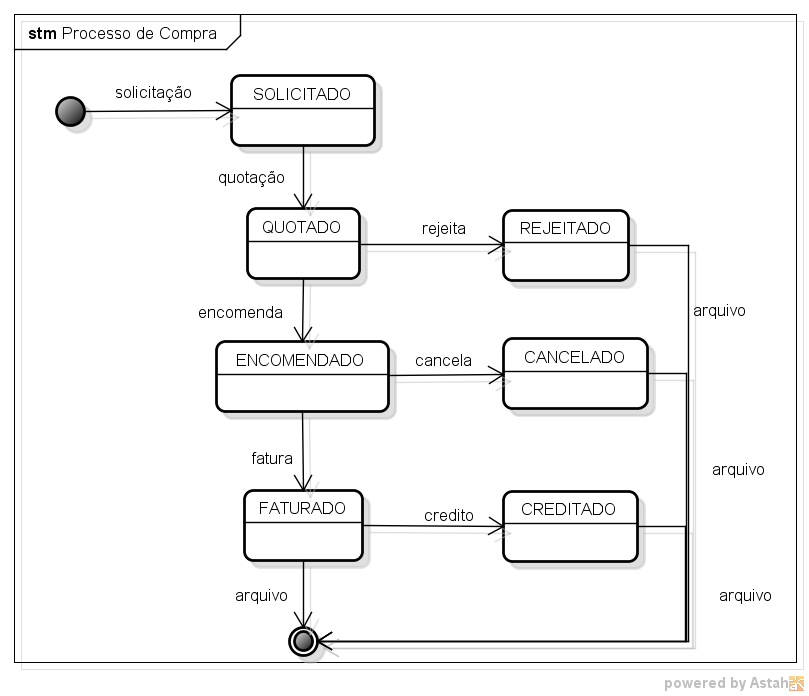 stm Processo de Compra
solicitação
SOLICITADO
quotação
QUOTADO
rejeita
REJEITADO
encomenda
arquivo
ENCOMENDADO
cancela
CANCELADO
fatura
arquivo
FATURADO
credito
CREDITADO
arquivo
arquivo
powered by Astah